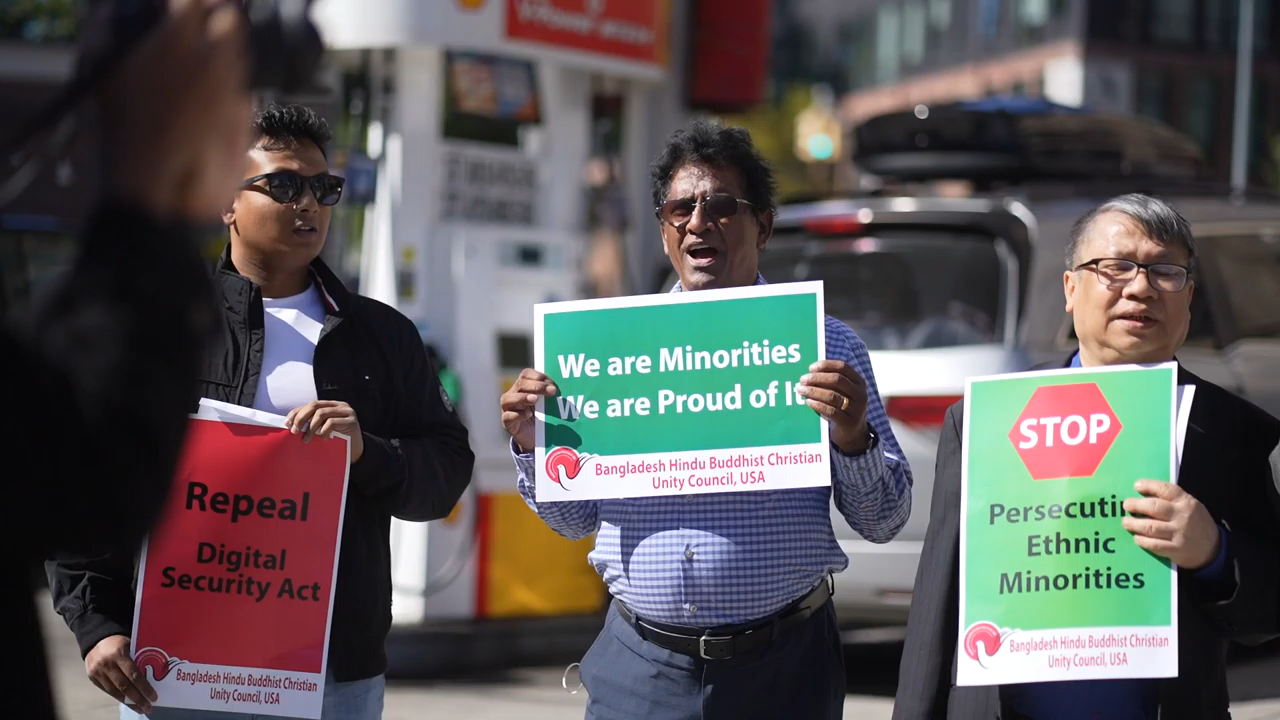 Repeal
Digital
Security Act
Bangladesh Hindu Buddhist Christian
Unity Council, USA
We are Minorities
We are Proud of It
Bangladesh Hindu Buddhist Christian
Unity Council, USA
STOP
Persecutin
Ethnic
Minorities
Bangladesh Hindu Buddhist Christian
Unity Council, USA